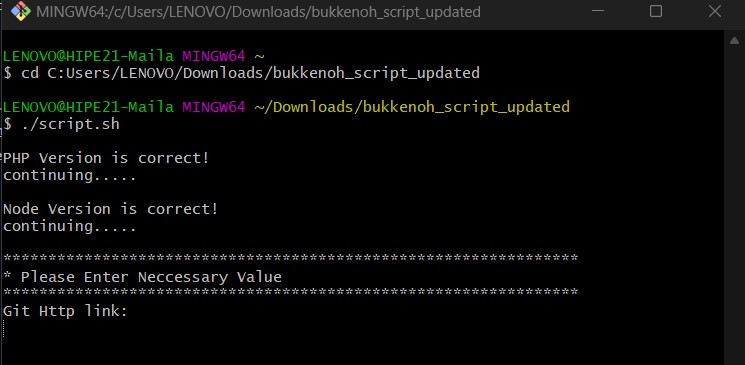 MINGW64:/c/Users/LENOVO/Downloads/bukkenoh_script_updated
LENOVO@HIPE21-Maila MINGW64 ~
$ cd C:Users/LENOVO/Downloads/bukkenoh_script_updated
LENOVO@HIPE21-Maila MINGW64 ~/Downloads/bukkenoh_script_updated
$ ./script.sh
PHP Version is correct!
continuing.....
Node Version is correct!
continuing.....
*******************************************************************
* Please Enter Neccessary Value
*******************************************************************
Git Http link: